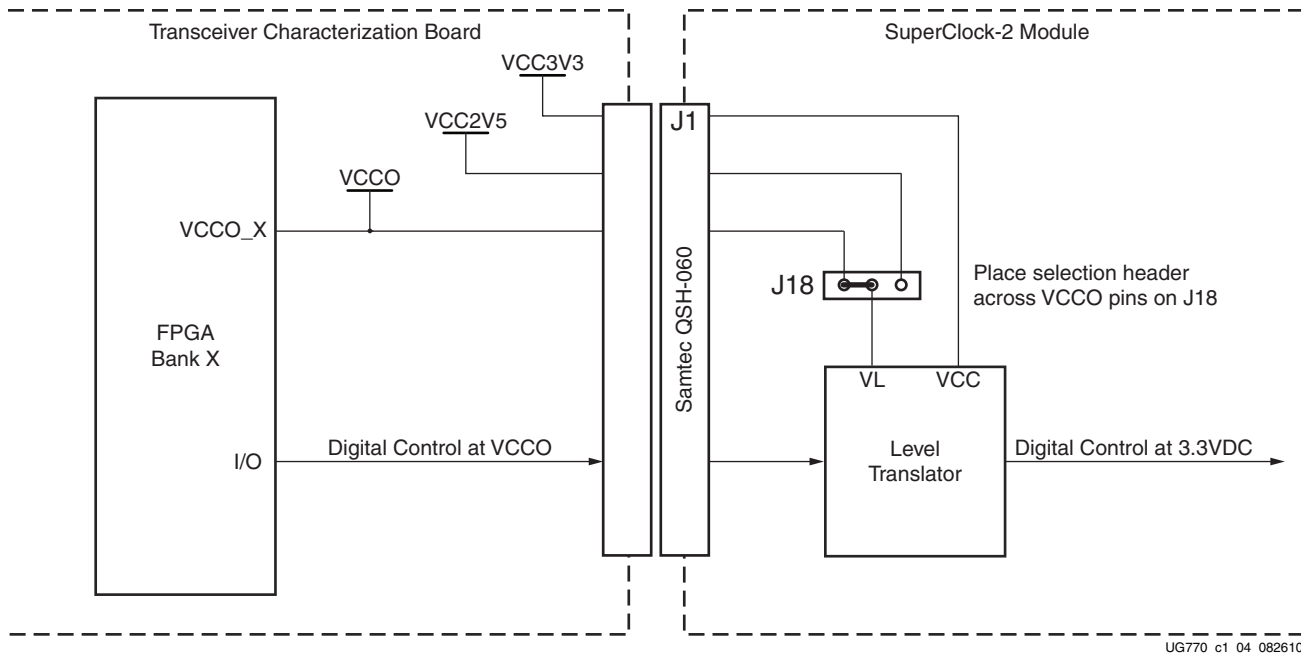 Transceiver Characterization Board
SuperClock-2 Module
VCC3V3
VCC2V5
J1
VCCO
VCCO_X
Samtec QSH-060
J18
Place selection header
across VCCO pins on J18
FPGA
Bank X
VL
VCC
I/O
Digital Control at VCCO
Level
Translator
Digital Control at 3.3VDC
UG770_c1_04_082610